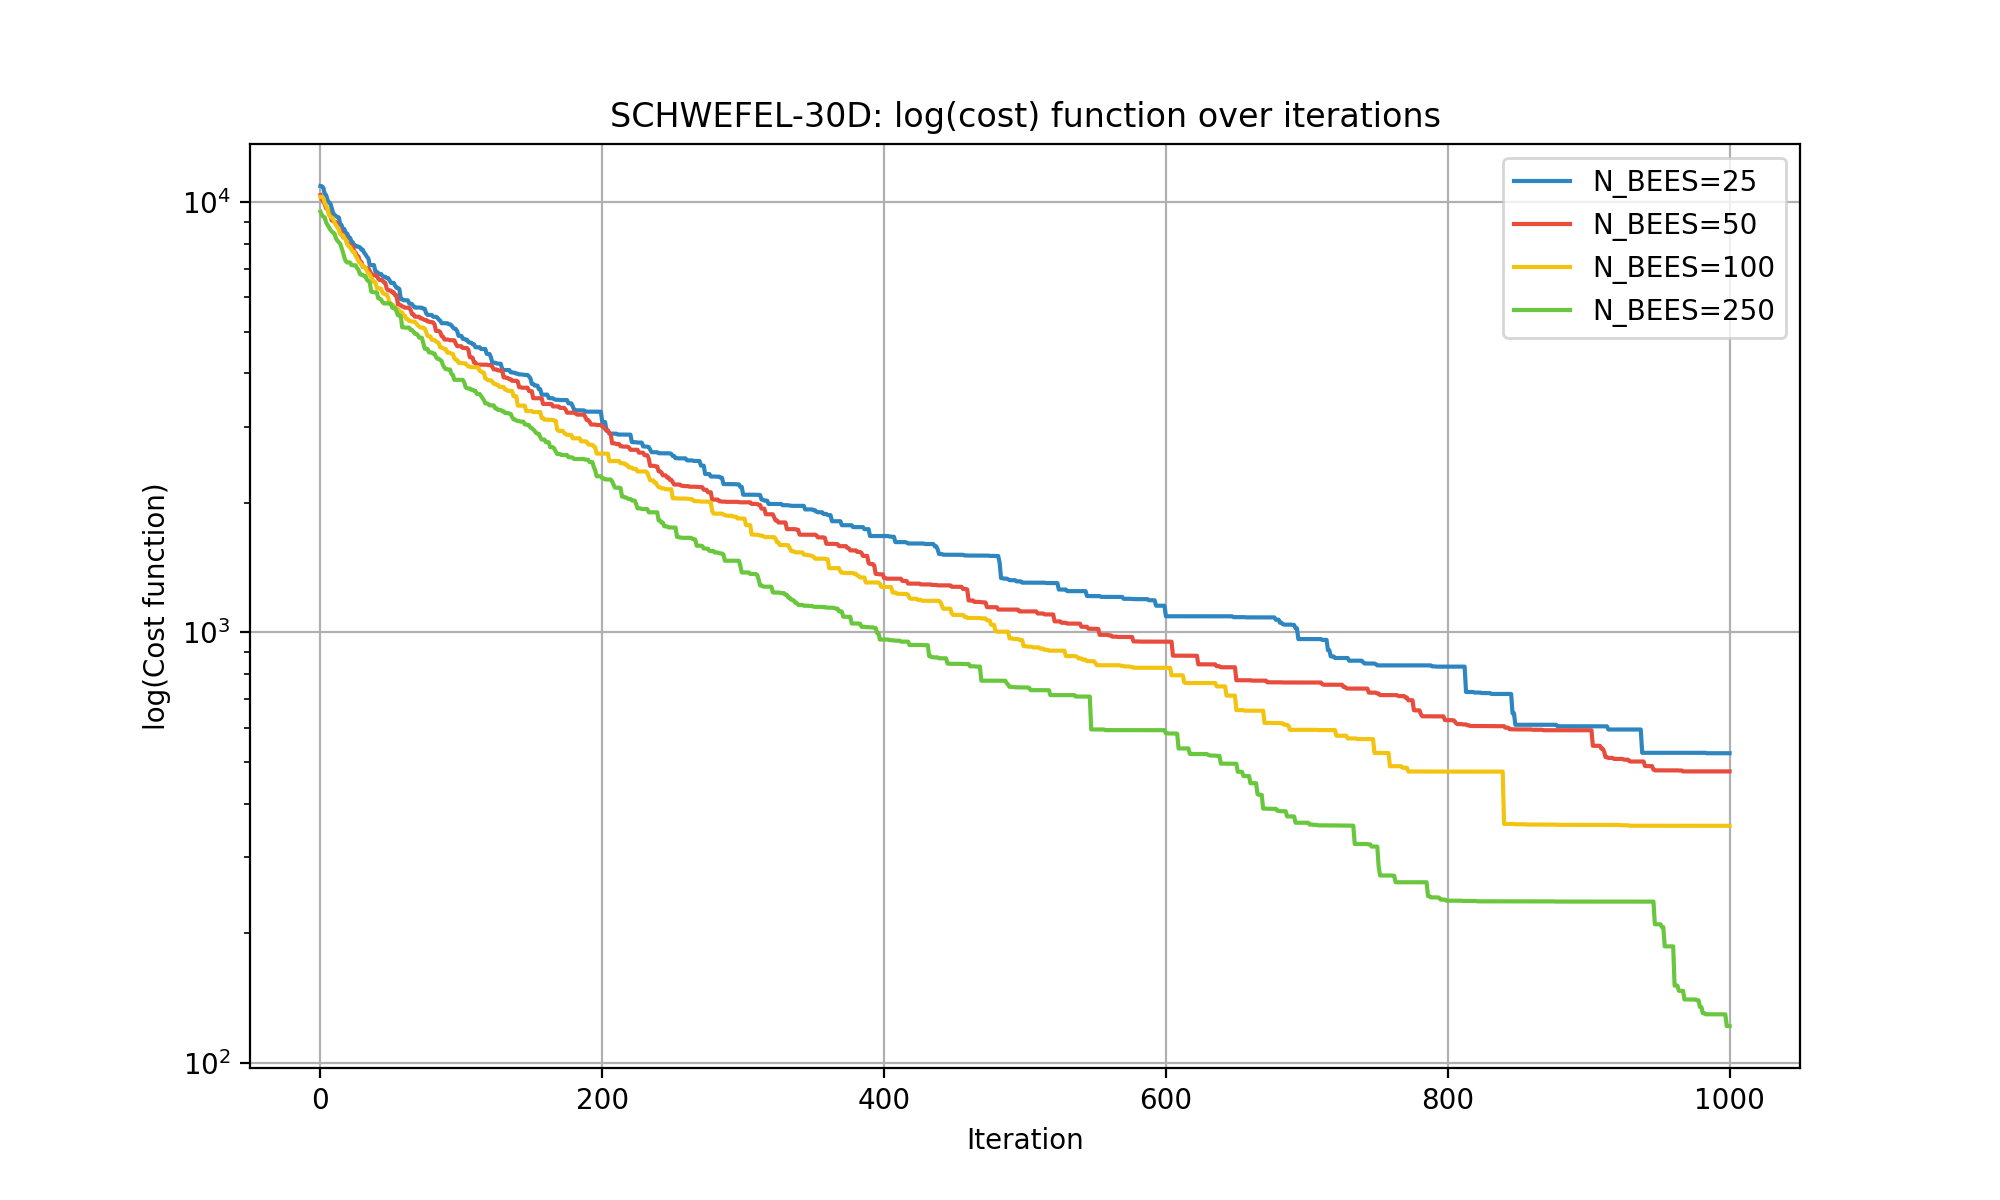 SCHWEFEL-30D: log(cost) function over iterations
N_BEES=25
N_BEES=50
N_BEES=100
N_BEES=250
log(Cost function)
10⁴
10³
10²
0 200 400 600 800 1000
Iteration